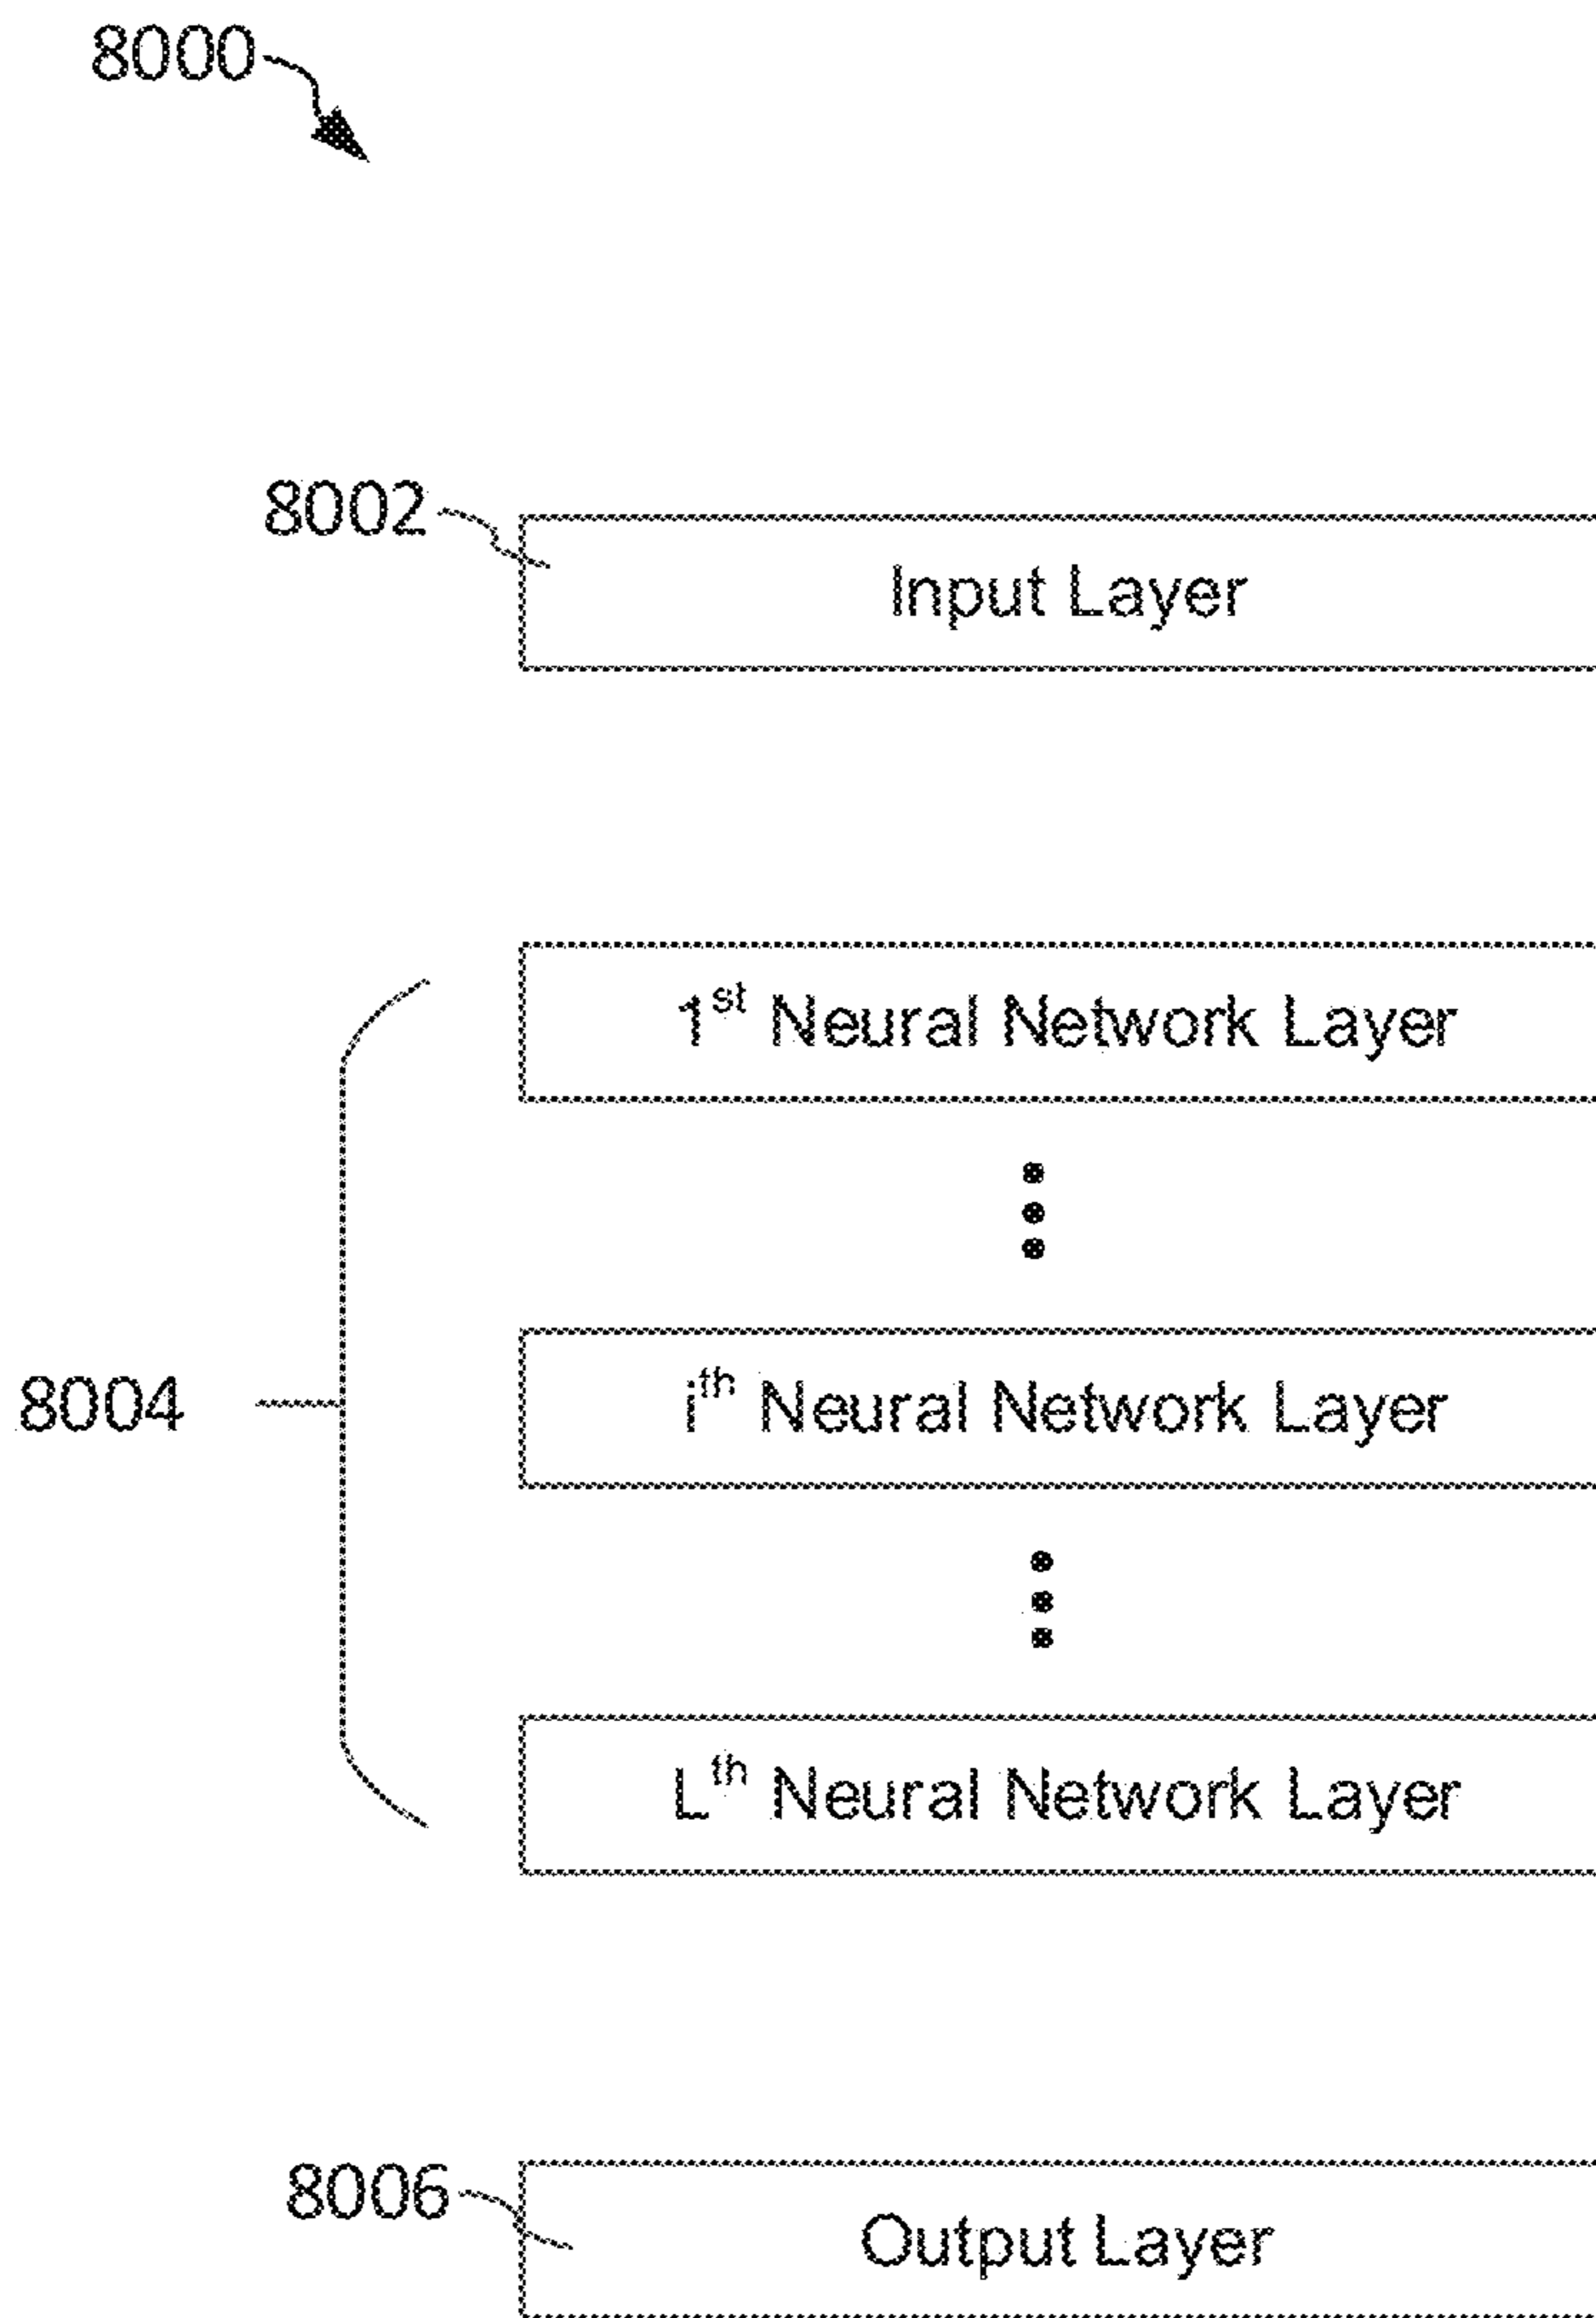 8000
8002
Input Layer
1st Neural Network Layer
ith Neural Network Layer
8004
Lth Neural Network Layer
8006
Output Layer